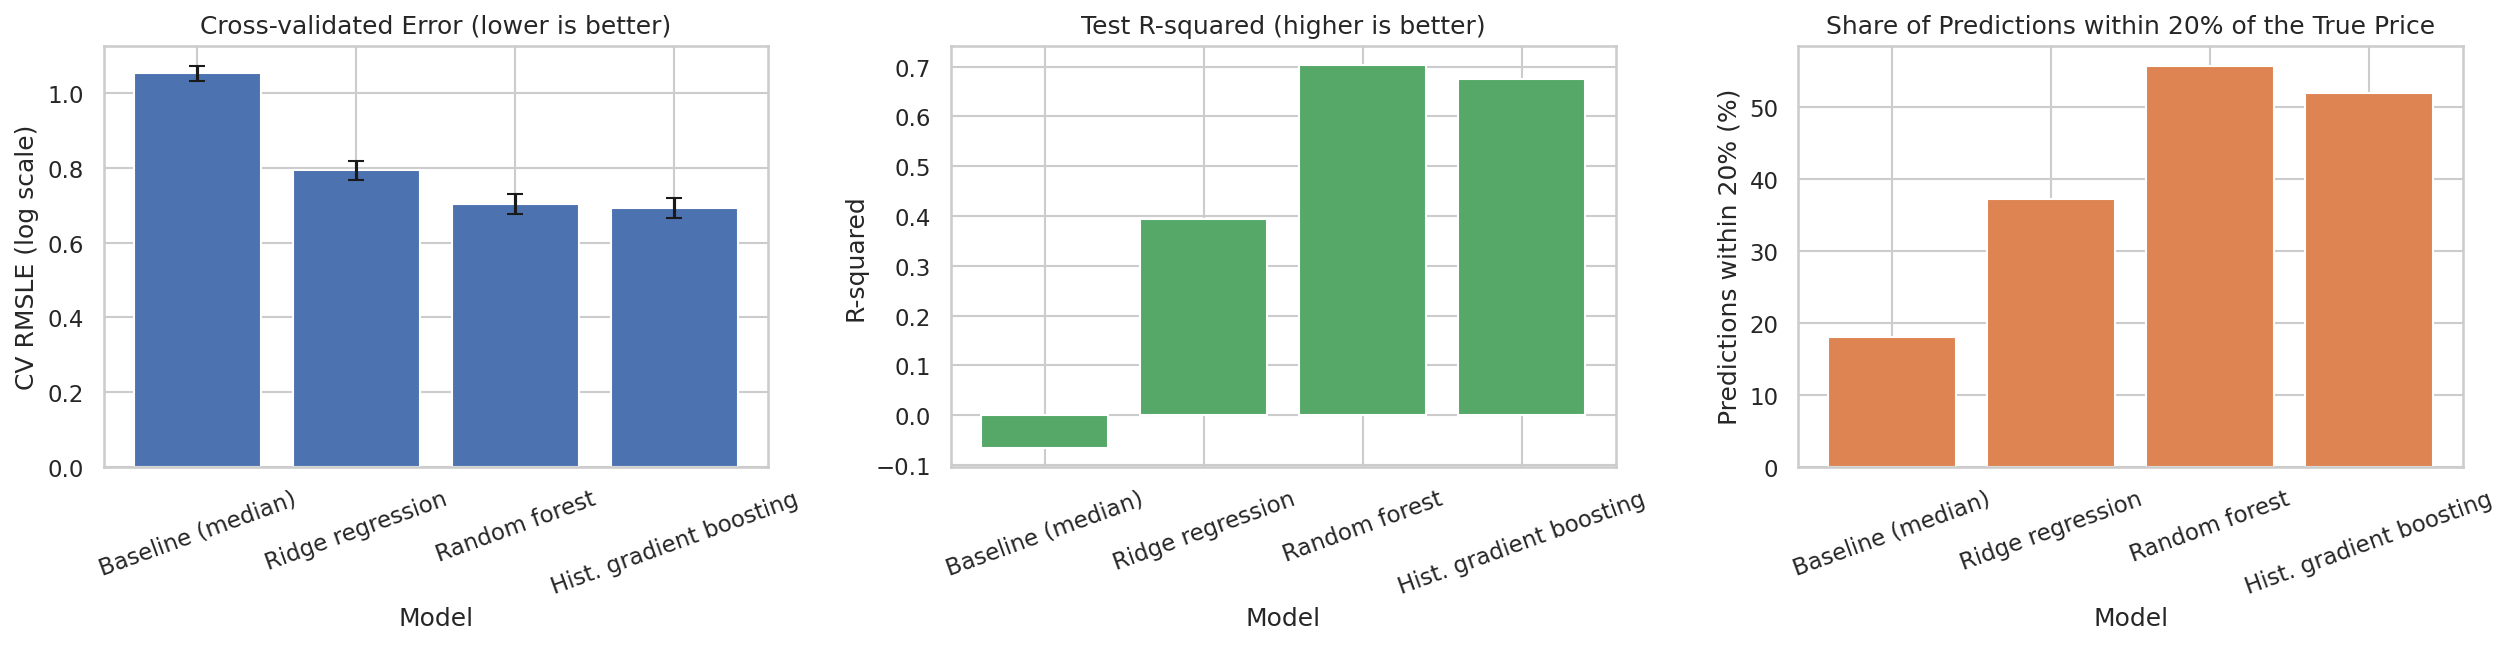 Cross-validated Error (lower is better)
CV RMSLE (log scale)
1.0
0.8
0.6
0.4
0.2
0.0
Baseline (median)
Ridge regression
Random forest
Hist. gradient boosting
Model
Test R-squared (higher is better)
R-squared
0.7
0.6
0.5
0.4
0.3
0.2
0.1
0.0
−0.1
Baseline (median)
Ridge regression
Random forest
Hist. gradient boosting
Model
Share of Predictions within 20% of the True Price
Predictions within 20% (%)
50
40
30
20
10
0
Baseline (median)
Ridge regression
Random forest
Hist. gradient boosting
Model